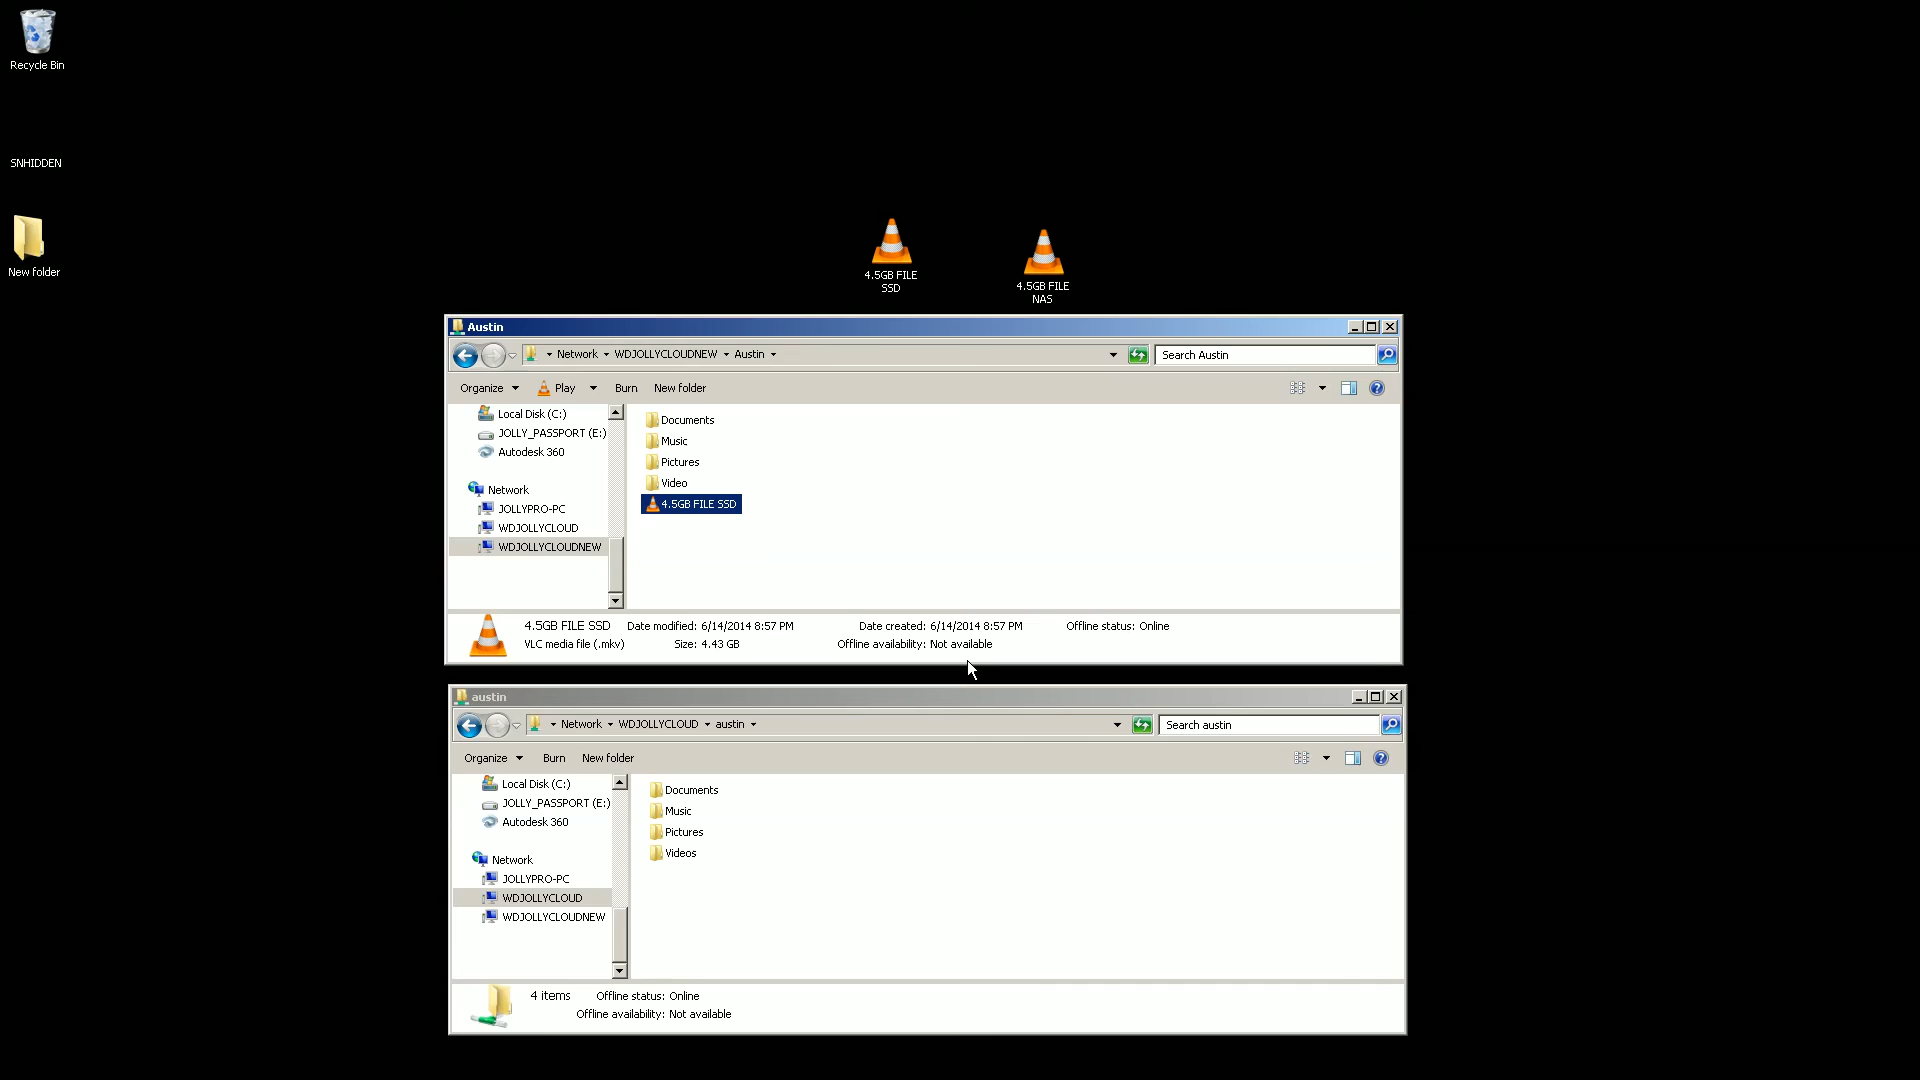 Recycle Bin
SNHIDDEN
New folder
4.5GB FILE
SSD
4.5GB FILE
NAS
Austin
Network WDJOLLYCLOUDNEW Austin
Search Austin
Organize Play Burn New folder
Local Disk (C:)
JOLLY_PASSPORT (E:)
Autodesk 360
Network
JOLLYPRO-PC
WDJOLLYCLOUD
WDJOLLYCLOUDNEW
Documents
Music
Pictures
Video
4.5GB FILE SSD
4.5GB FILE SSD Date modified: 6/14/2014 8:57 PM Date created: 6/14/2014 8:57 PM Offline status: Online
VLC media file (.mkv) Size: 4.43 GB Offline availability: Not available
austin
Network WDJOLLYCLOUD austin
Search austin
Organize Burn New folder
Local Disk (C:)
JOLLY_PASSPORT (E:)
Autodesk 360
Network
JOLLYPRO-PC
WDJOLLYCLOUD
WDJOLLYCLOUDNEW
Documents
Music
Pictures
Videos
4 items Offline status: Online
Offline availability: Not available